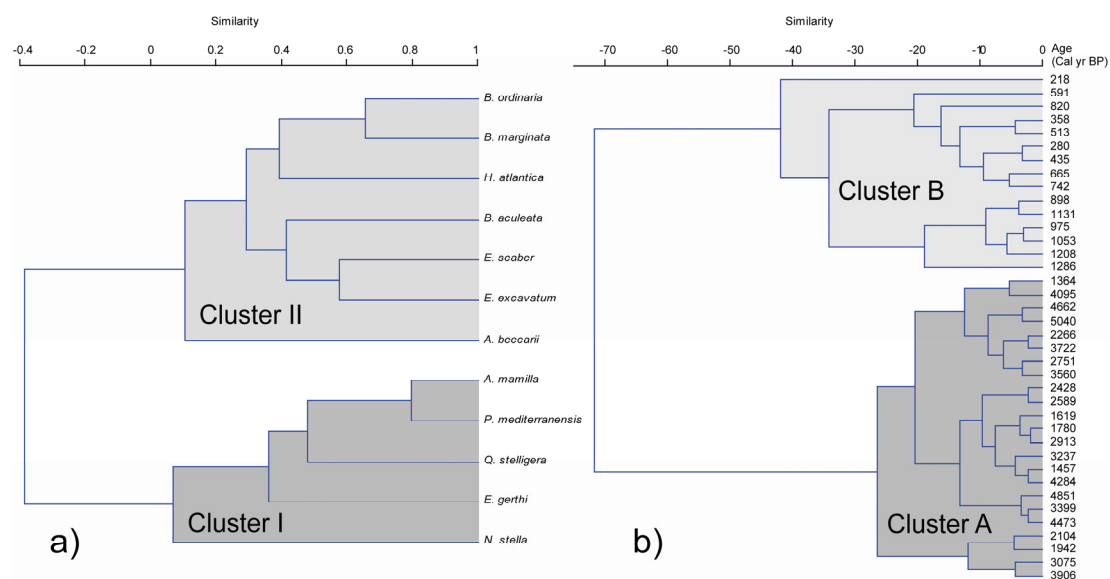 Similarity
-0.4 -0.2 0 0.2 0.4 0.6 0.8 1
B. ordinaria
B. marginata
H. atlantica
B. aculeata
E. scaber
E. excavatum
A. beccarii
A. mamilla
P. mediterranensis
Q. stelligera
E. gerthi
N. stella
Cluster II
Cluster I
a)
Similarity
-70 -60 -50 -40 -30 -20 -10 0 Age
(Cal yr BP)
218
591
820
358
513
280
435
665
742
898
1131
975
1053
1208
1286
1364
4095
4662
5040
2266
3722
2751
3560
2428
2589
1619
1780
2913
3237
1457
4284
4851
3399
4473
2104
1942
3075
3906
Cluster B
Cluster A
b)